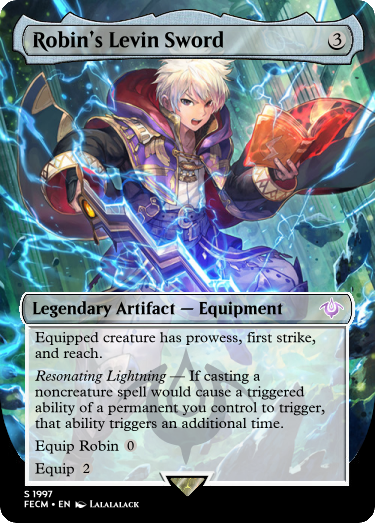 Robin's Levin Sword 3
Legendary Artifact — Equipment
Equipped creature has prowess, first strike,
and reach.
Resonating Lightning — If casting a
noncreature spell would cause a triggered
ability of a permanent you control to trigger,
that ability triggers an additional time.
Equip Robin 0
Equip 2
S 1997
FECM • EN Lalalalack